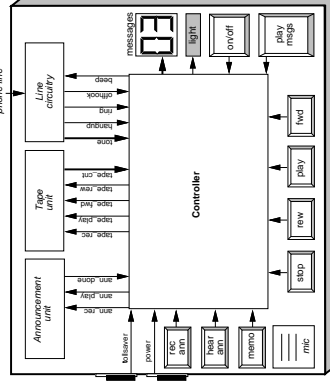 phone line
Line
circuitry
beep
offhook
ring
hangup
tone
Tape
unit
tape_cnt
tape_rew
tape_fwd
tape_play
tape_rec
Announcement
unit
ann_done
ann_play
ann_rec
Controller
messages
light
on/off
play
msgs
fwd
play
rew
stop
tollsaver
power
rec
ann
hear
ann
memo
mic